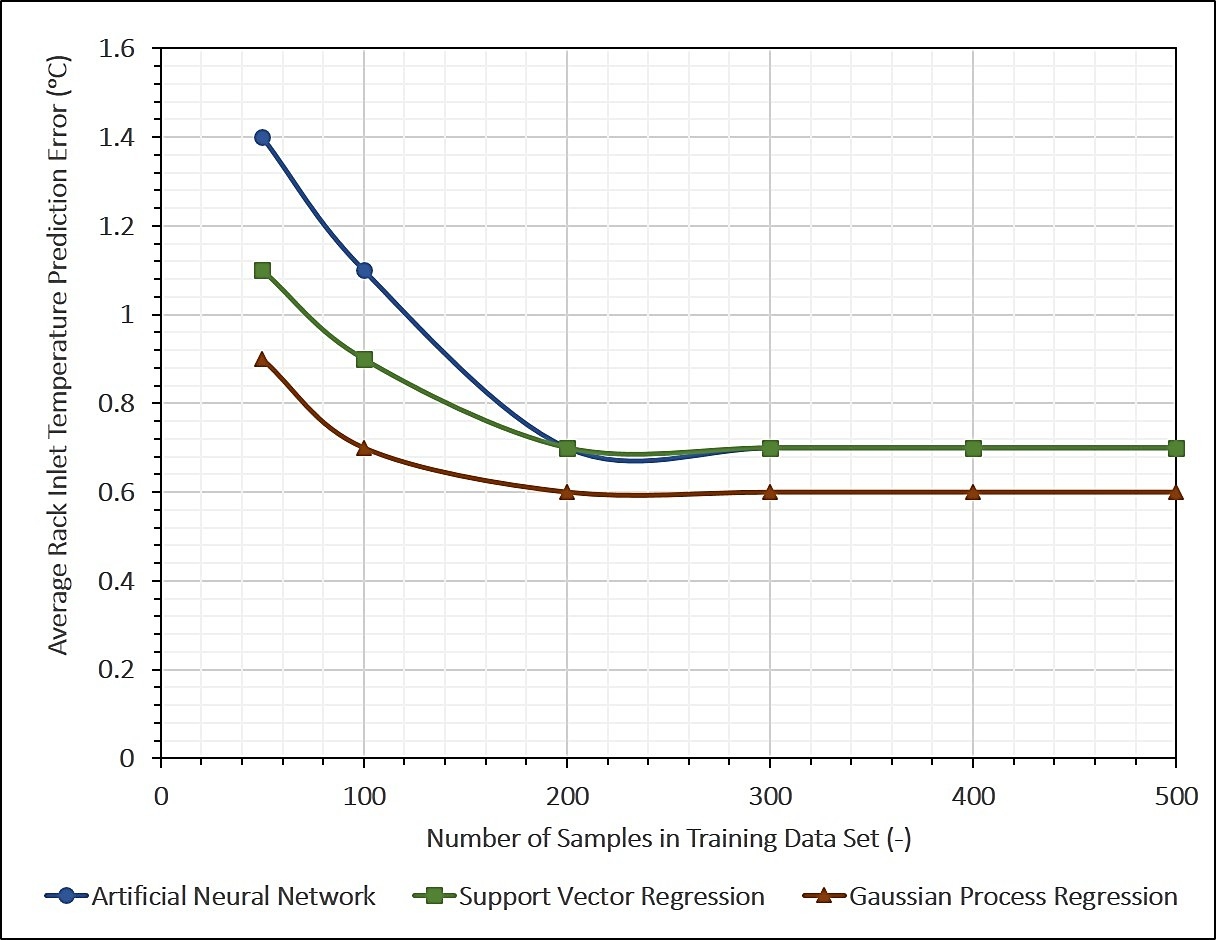 Average Rack Inlet Temperature Prediction Error (°C)
1.6
1.4
1.2
1
0.8
0.6
0.4
0.2
0
0 100 200 300 400 500
Number of Samples in Training Data Set (-)
Artificial Neural Network Support Vector Regression Gaussian Process Regression